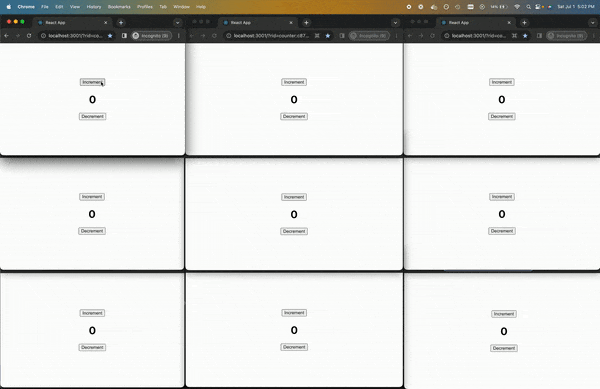 Chrome File Edit View History Bookmarks Profiles Tab Window Help 14% Sat Jul 1 5:02 PM
React App React App React App
localhost:3001/?rid=co... Incognito (9) localhost:3001/?rid=counter:c87... Incognito (9) localhost:3001/?rid=co... Incognito (9)
Increment Increment Increment
0 0 0
Decrement Decrement Decrement
Increment Increment Increment
0 0 0
Decrement Decrement Decrement
Increment Increment Increment
0 0 0
Decrement Decrement Decrement